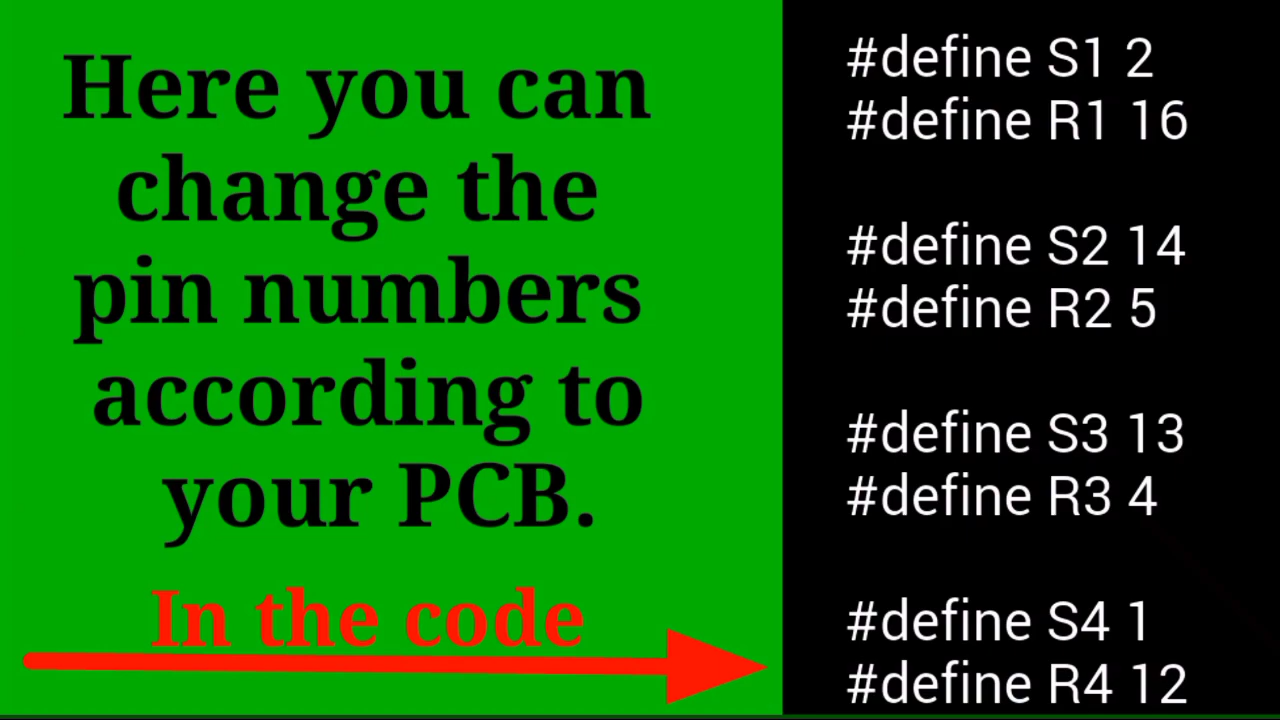 Here you can
change the
pin numbers
according to
your PCB.
In the code
#define S1 2
#define R1 16
#define S2 14
#define R2 5
#define S3 13
#define R3 4
#define S4 1
#define R4 12